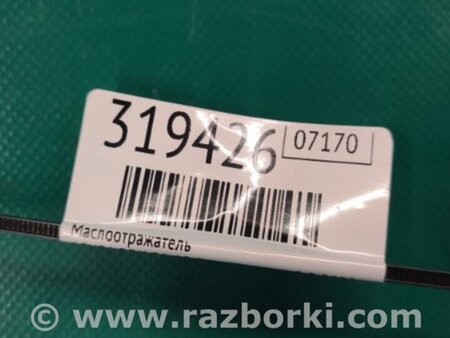 319426 07170
Маслоотражатель
© www.razborki.com